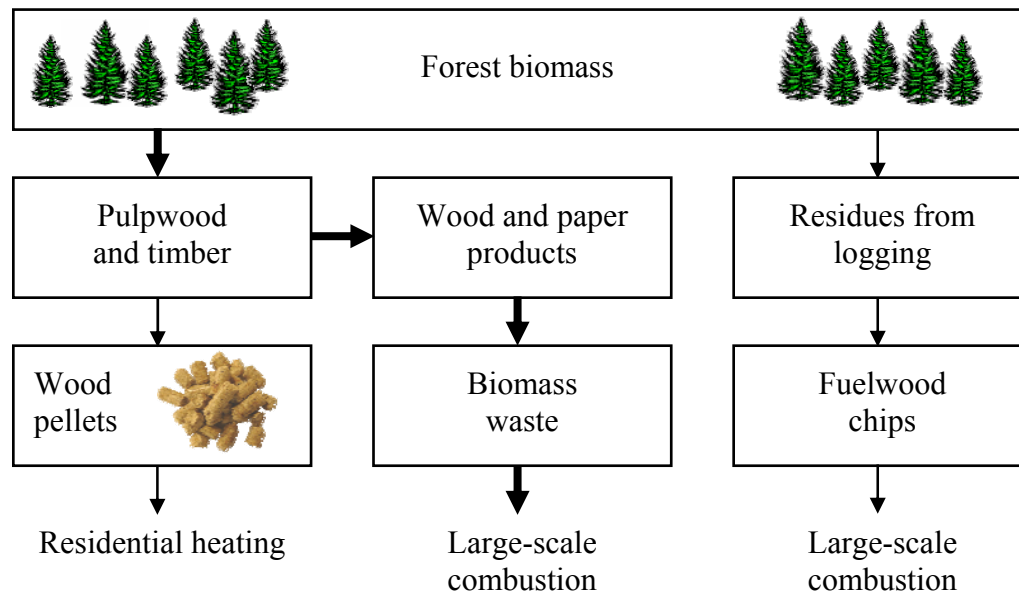 Forest biomass
Pulpwood
and timber
Wood and paper
products
Residues from
logging
Wood
pellets
Biomass
waste
Fuelwood
chips
Residential heating
Large-scale
combustion
Large-scale
combustion